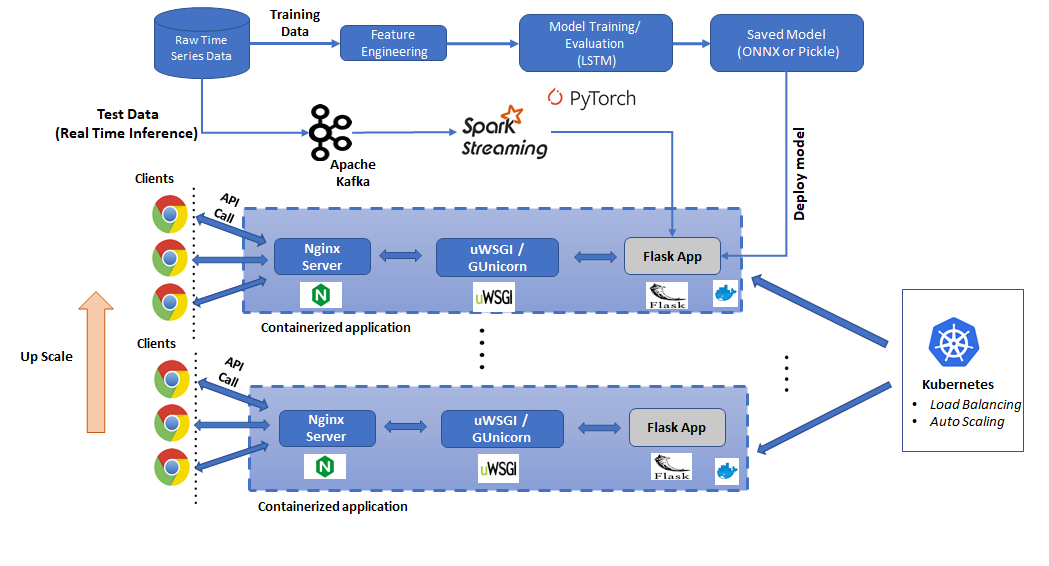 Training
Data
Raw Time
Series Data
Feature
Engineering
Model Training/
Evaluation
(LSTM)
Saved Model
(ONNX or Pickle)
Test Data
(Real Time Inference)
Apache
Kafka
Spark
Streaming
PyTorch
Deploy model
Clients
API
Call
Nginx
Server
uWSGI /
GUnicorn
Flask App
N
uWSGI
Flask
Containerized application
Up Scale
Clients
API
Call
Nginx
Server
uWSGI /
GUnicorn
Flask App
N
uWSGI
Flask
Containerized application
Kubernetes
• Load Balancing
• Auto Scaling